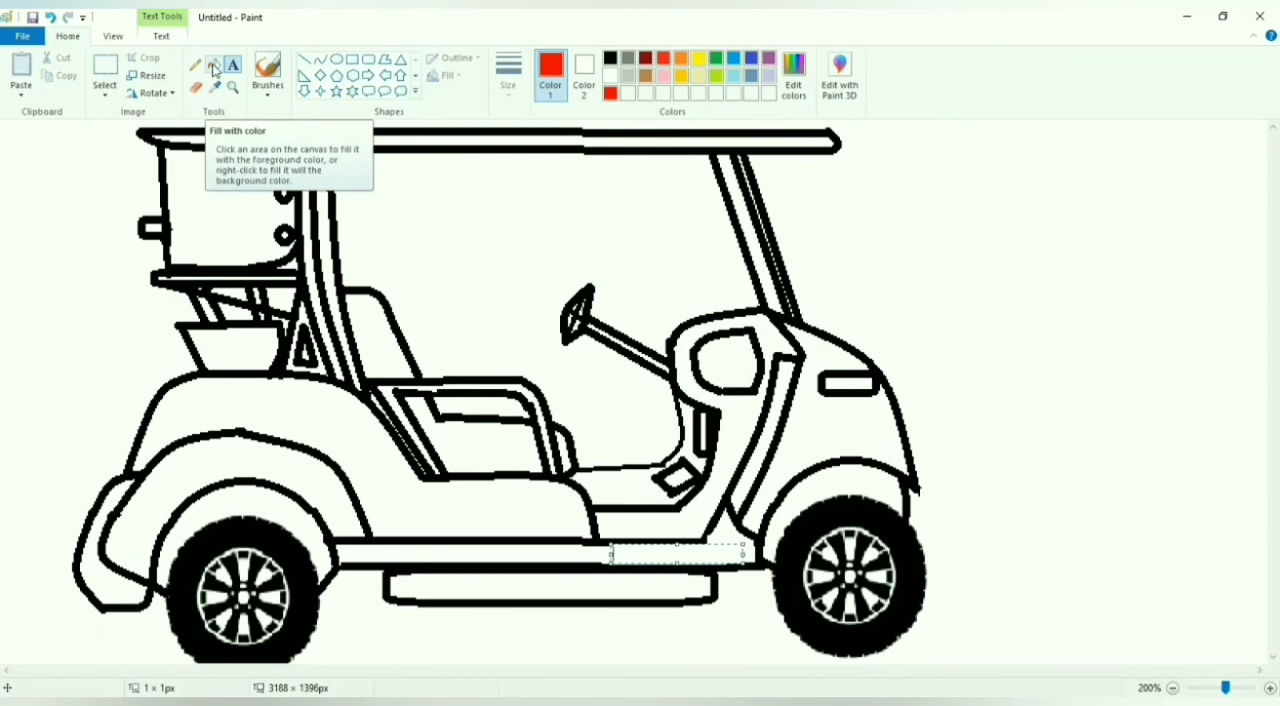 Text Tools
Untitled - Paint
File
Home
View
Text
Paste
Cut
Copy
Clipboard
Select
Crop
Resize
Rotate
Image
A
Tools
Brushes
Outline
Fill
Shapes
Size
Color
1
Color
2
Edit
colors
Colors
Edit with
Paint 3D
Fill with color
Click an area on the canvas to fill it
with the foreground color, or
right-click to fill it will the
background color.
1 × 1px
3188 × 1396px
200%